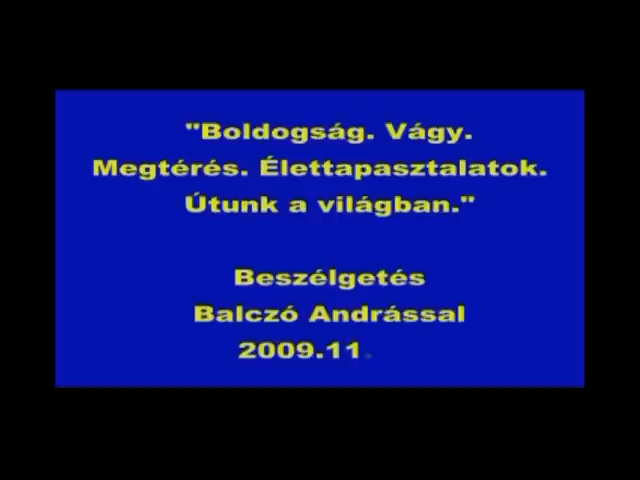 "Boldogság. Vágy.
Megtérés. Élettapasztalatok.
Útunk a világban."
Beszélgetés
Balczó Andrással
2009.11.